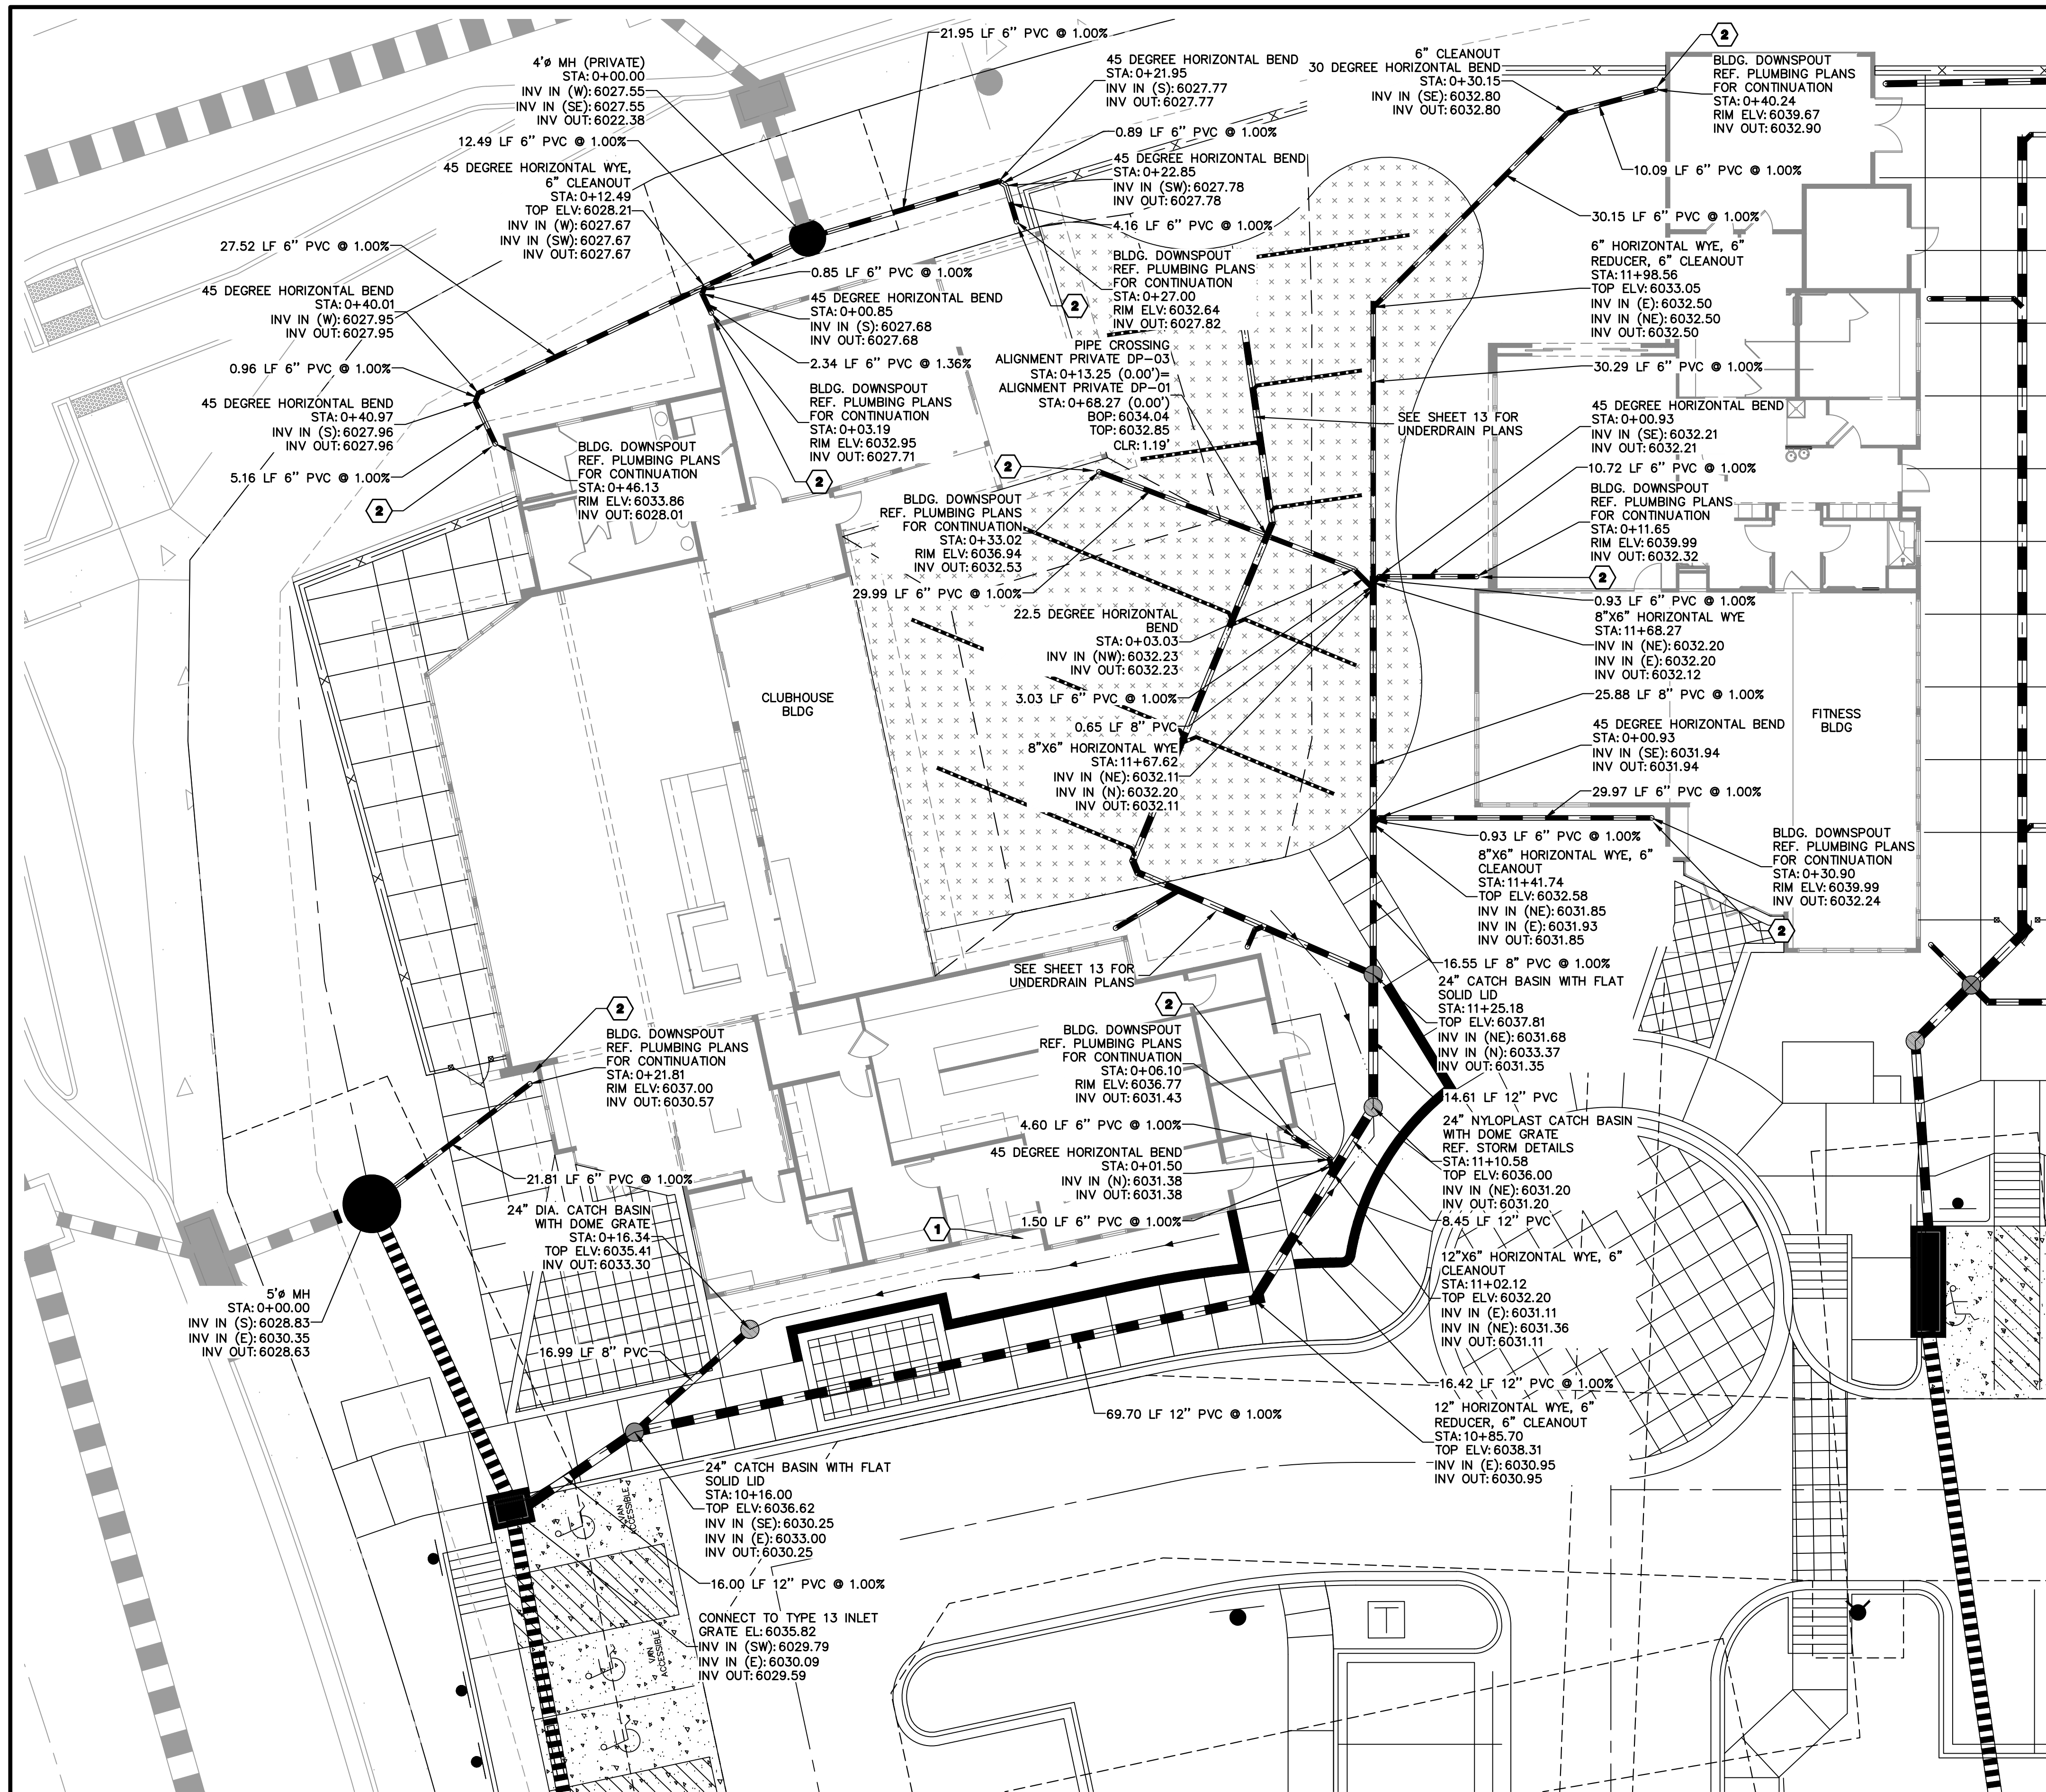 21.95 LF 6" PVC @ 1.00%
4'ø MH (PRIVATE)
STA: 0+00.00
INV IN (W): 6027.55
INV IN (SE): 6027.55
INV OUT: 6022.38
12.49 LF 6" PVC @ 1.00%
45 DEGREE HORIZONTAL WYE,
6" CLEANOUT
STA: 0+12.49
TOP ELV: 6028.21
INV IN (W): 6027.67
INV IN (SW): 6027.67
INV OUT: 6027.67
27.52 LF 6" PVC @ 1.00%
45 DEGREE HORIZONTAL BEND
STA: 0+40.01
INV IN (W): 6027.95
INV OUT: 6027.95
0.96 LF 6" PVC @ 1.00%
45 DEGREE HORIZONTAL BEND
STA: 0+40.97
INV IN (S): 6027.96
INV OUT: 6027.96
5.16 LF 6" PVC @ 1.00%
2
BLDG. DOWNSPOUT
REF. PLUMBING PLANS
FOR CONTINUATION
STA: 0+46.13
RIM ELV: 6033.86
INV OUT: 6028.01
45 DEGREE HORIZONTAL BEND
STA: 0+21.95
INV IN (S): 6027.77
INV OUT: 6027.77
0.89 LF 6" PVC @ 1.00%
45 DEGREE HORIZONTAL BEND
STA: 0+22.85
INV IN (SW): 6027.78
INV OUT: 6027.78
4.16 LF 6" PVC @ 1.00%
BLDG. DOWNSPOUT
REF. PLUMBING PLANS
FOR CONTINUATION
STA: 0+27.00
RIM ELV: 6032.64
INV OUT: 6027.82
2
0.85 LF 6" PVC @ 1.00%
45 DEGREE HORIZONTAL BEND
STA: 0+00.85
INV IN (S): 6027.68
INV OUT: 6027.68
2.34 LF 6" PVC @ 1.36%
BLDG. DOWNSPOUT
REF. PLUMBING PLANS
FOR CONTINUATION
STA: 0+03.19
RIM ELV: 6032.95
INV OUT: 6027.71
2
PIPE CROSSING
ALIGNMENT PRIVATE DP-03
STA: 0+13.25 (0.00')=
ALIGNMENT PRIVATE DP-01
STA: 0+68.27 (0.00')
BOP: 6034.04
TOP: 6032.85
CLR: 1.19'
6" CLEANOUT
30 DEGREE HORIZONTAL BEND
STA: 0+30.15
INV IN (SE): 6032.80
INV OUT: 6032.80
2
BLDG. DOWNSPOUT
REF. PLUMBING PLANS
FOR CONTINUATION
STA: 0+40.24
RIM ELV: 6039.67
INV OUT: 6032.90
10.09 LF 6" PVC @ 1.00%
30.15 LF 6" PVC @ 1.00%
6" HORIZONTAL WYE, 6"
REDUCER, 6" CLEANOUT
STA: 11+98.56
TOP ELV: 6033.05
INV IN (E): 6032.50
INV IN (NE): 6032.50
INV OUT: 6032.50
30.29 LF 6" PVC @ 1.00%
SEE SHEET 13 FOR
UNDERDRAIN PLANS
45 DEGREE HORIZONTAL BEND
STA: 0+00.93
INV IN (SE): 6032.21
INV OUT: 6032.21
10.72 LF 6" PVC @ 1.00%
BLDG. DOWNSPOUT
REF. PLUMBING PLANS
FOR CONTINUATION
STA: 0+11.65
RIM ELV: 6039.99
INV OUT: 6032.32
2
0.93 LF 6" PVC @ 1.00%
8"X6" HORIZONTAL WYE
STA: 11+68.27
INV IN (NE): 6032.20
INV IN (E): 6032.20
INV OUT: 6032.12
25.88 LF 8" PVC @ 1.00%
45 DEGREE HORIZONTAL BEND
STA: 0+00.93
INV IN (SE): 6031.94
INV OUT: 6031.94
29.97 LF 6" PVC @ 1.00%
FITNESS
BLDG
2
BLDG. DOWNSPOUT
REF. PLUMBING PLANS
FOR CONTINUATION
STA: 0+33.02
RIM ELV: 6036.94
INV OUT: 6032.53
29.99 LF 6" PVC @ 1.00%
22.5 DEGREE HORIZONTAL
BEND
STA: 0+03.03
INV IN (NW): 6032.23
INV OUT: 6032.23
3.03 LF 6" PVC @ 1.00%
0.65 LF 8" PVC
8"X6" HORIZONTAL WYE
STA: 11+67.62
INV IN (NE): 6032.11
INV IN (N): 6032.20
INV OUT: 6032.11
CLUBHOUSE
BLDG
0.93 LF 6" PVC @ 1.00%
8"X6" HORIZONTAL WYE, 6"
CLEANOUT
STA: 11+41.74
TOP ELV: 6032.58
INV IN (NE): 6031.85
INV IN (E): 6031.93
INV OUT: 6031.85
BLDG. DOWNSPOUT
REF. PLUMBING PLANS
FOR CONTINUATION
STA: 0+30.90
RIM ELV: 6039.99
INV OUT: 6032.24
2
16.55 LF 8" PVC @ 1.00%
24" CATCH BASIN WITH FLAT
SOLID LID
STA: 11+25.18
TOP ELV: 6037.81
INV IN (NE): 6031.68
INV IN (N): 6033.37
INV OUT: 6031.35
14.61 LF 12" PVC
24" NYLOPLAST CATCH BASIN
WITH DOME GRATE
REF. STORM DETAILS
STA: 11+10.58
TOP ELV: 6036.00
INV IN (NE): 6031.20
INV OUT: 6031.20
8.45 LF 12" PVC
12"X6" HORIZONTAL WYE, 6"
CLEANOUT
STA: 11+02.12
TOP ELV: 6032.20
INV IN (E): 6031.11
INV IN (NE): 6031.36
INV OUT: 6031.11
16.42 LF 12" PVC @ 1.00%
12" HORIZONTAL WYE, 6"
REDUCER, 6" CLEANOUT
STA: 10+85.70
TOP ELV: 6038.31
INV IN (E): 6030.95
INV OUT: 6030.95
SEE SHEET 13 FOR
UNDERDRAIN PLANS
2
BLDG. DOWNSPOUT
REF. PLUMBING PLANS
FOR CONTINUATION
STA: 0+06.10
RIM ELV: 6036.77
INV OUT: 6031.43
4.60 LF 6" PVC @ 1.00%
45 DEGREE HORIZONTAL BEND
STA: 0+01.50
INV IN (N): 6031.38
INV OUT: 6031.38
1.50 LF 6" PVC @ 1.00%
1
2
BLDG. DOWNSPOUT
REF. PLUMBING PLANS
FOR CONTINUATION
STA: 0+21.81
RIM ELV: 6037.00
INV OUT: 6030.57
21.81 LF 6" PVC @ 1.00%
24" DIA. CATCH BASIN
WITH DOME GRATE
STA: 0+16.34
TOP ELV: 6035.41
INV OUT: 6033.30
5'ø MH
STA: 0+00.00
INV IN (S): 6028.83
INV IN (E): 6030.35
INV OUT: 6028.63
16.99 LF 8" PVC
69.70 LF 12" PVC @ 1.00%
24" CATCH BASIN WITH FLAT
SOLID LID
STA: 10+16.00
TOP ELV: 6036.62
INV IN (SE): 6030.25
INV IN (E): 6033.00
INV OUT: 6030.25
16.00 LF 12" PVC @ 1.00%
CONNECT TO TYPE 13 INLET
GRATE EL: 6035.82
INV IN (SW): 6029.79
INV IN (E): 6030.09
INV OUT: 6029.59
VAN
ACCESSIBLE
VAN
ACCESSIBLE